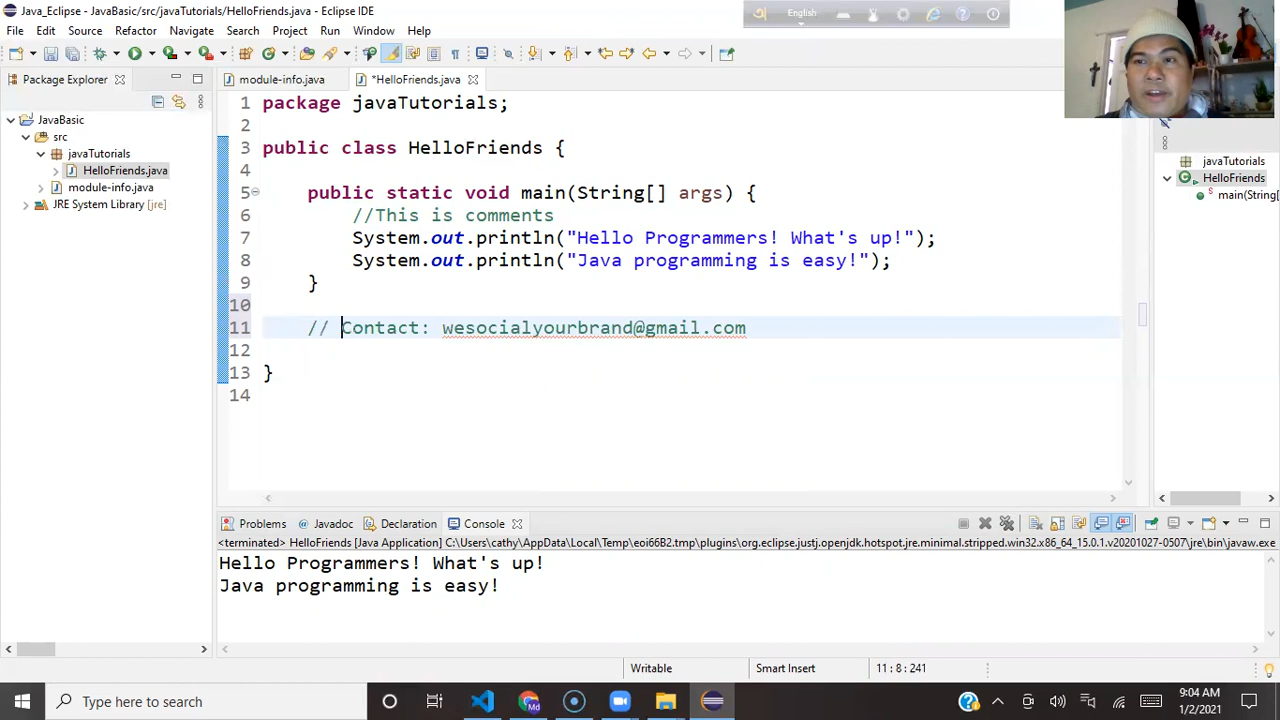 Java_Eclipse - JavaBasic/src/javaTutorials/HelloFriends.java - Eclipse IDE
English
File Edit Source Refactor Navigate Search Project Run Window Help
Package Explorer
module-info.java
*HelloFriends.java
JavaBasic
src
javaTutorials
HelloFriends.java
module-info.java
JRE System Library [jre]
1 package javaTutorials;
2
3 public class HelloFriends {
4
5 public static void main(String[] args) {
6 //This is comments
7 System.out.println("Hello Programmers! What's up!");
8 System.out.println("Java programming is easy!");
9 }
10
11 // Contact: wesocialyourbrand@gmail.com
12
13 }
14
javaTutorials
HelloFriends
main(String[]
Problems Javadoc Declaration Console
<terminated> HelloFriends [Java Application] C:\Users\cathy\AppData\Local\Temp\eoi66B2.tmp\plugins\org.eclipse.justj.openjdk.hotspot.jre.minimal.stripped.win32.x86_64_15.0.1.v20201027-0507\jre\bin\javaw.exe
Hello Programmers! What's up!
Java programming is easy!
Writable Smart Insert 11 : 8 : 241
Type here to search
9:04 AM
1/2/2021